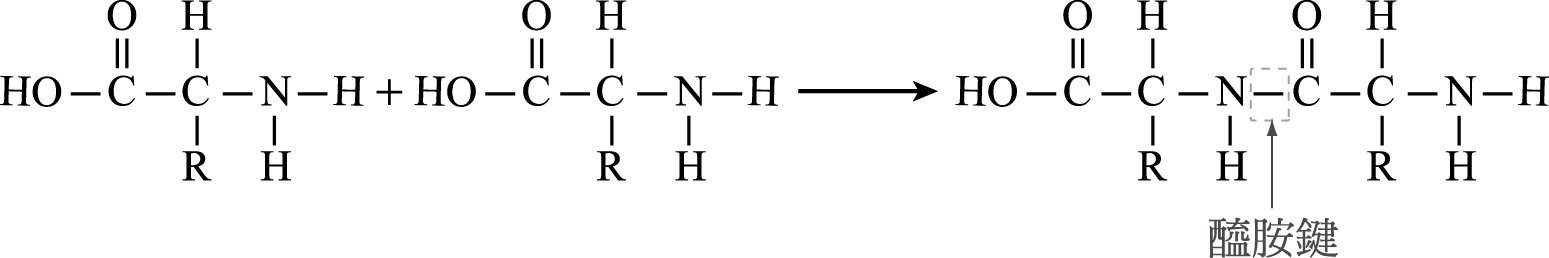 O H O H O H O H
HO—C—C—N—H + HO—C—C—N—H → HO—C—C—N—C—C—N—H
R H R H R H R H
醯胺鍵